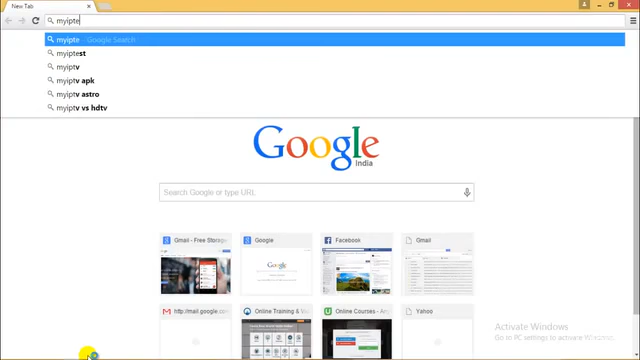 New Tab
myipte
myipte - Google Search
myiptest
myiptv
myiptv apk
myiptv astro
myiptv vs hdtv
Google
India
Search Google or type URL
Gmail - Free Storage
Google
Facebook
Gmail
http://mail.google.com
Online Training &
Online Courses - An
Yahoo
Activate Windows
Go to PC settings to activate Windows.